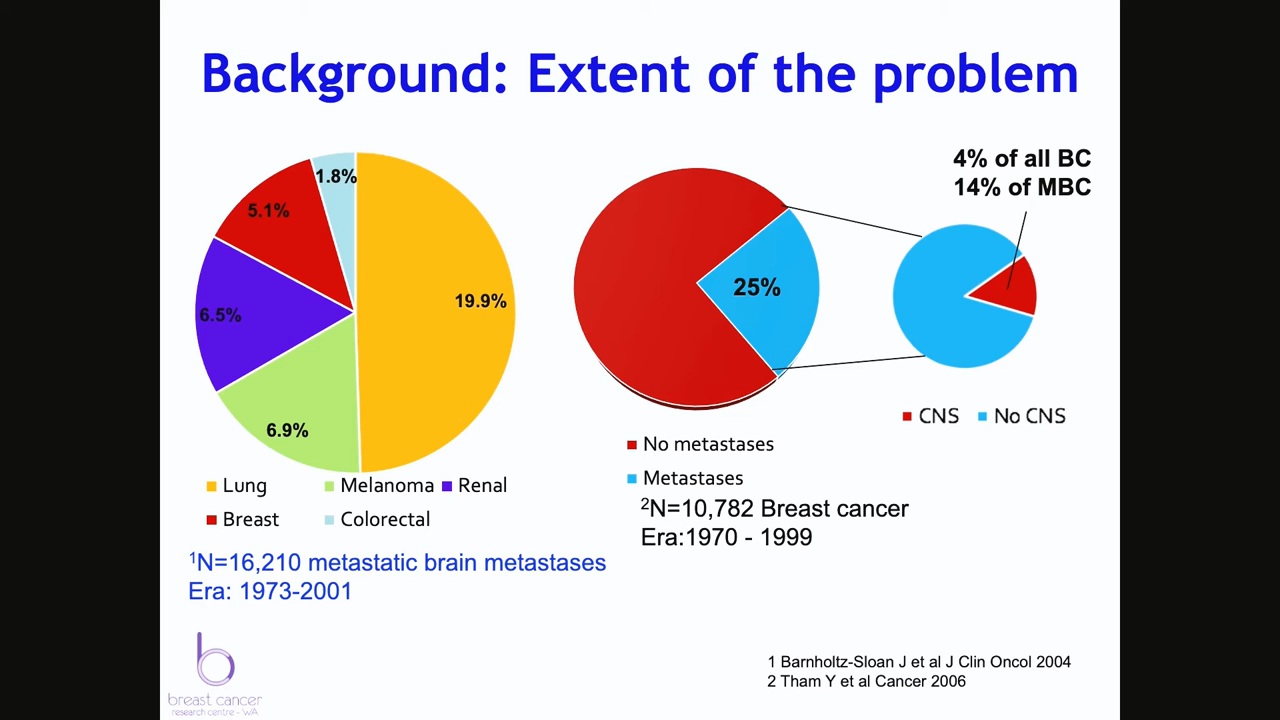 Background: Extent of the problem
1.8%
5.1%
6.5%
19.9%
6.9%
Lung Melanoma Renal
Breast Colorectal
¹N=16,210 metastatic brain metastases
Era: 1973-2001
25%
No metastases
Metastases
²N=10,782 Breast cancer
Era:1970 - 1999
4% of all BC
14% of MBC
CNS No CNS
1 Barnholtz-Sloan J et al J Clin Oncol 2004
2 Tham Y et al Cancer 2006
b
breast cancer
research centre - WA